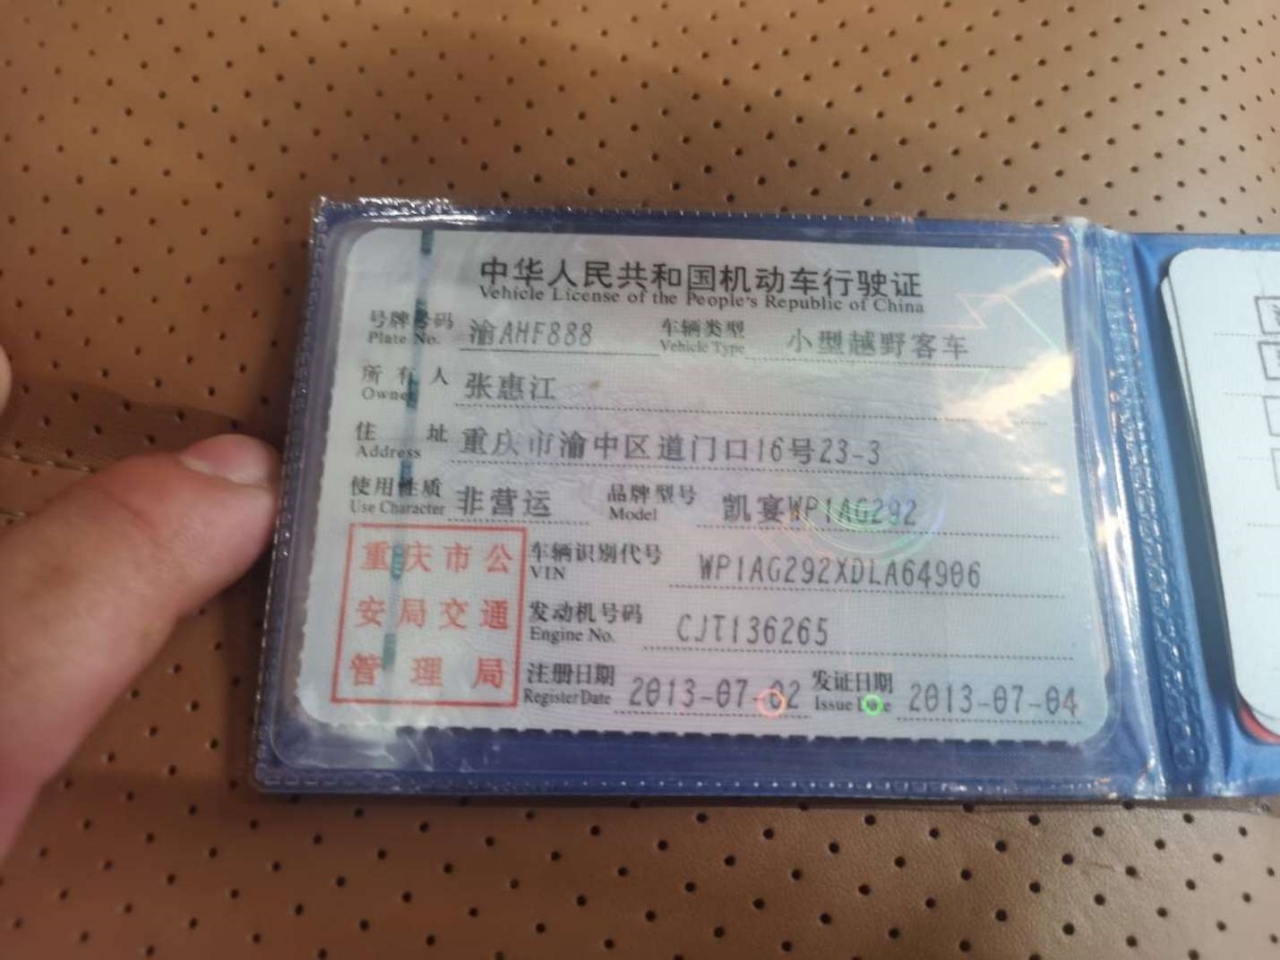 中华人民共和国机动车行驶证
Vehicle License of the People's Republic of China
号牌号码 渝AHF888 车辆类型 小型越野客车
Plate No. Vehicle Type
所有人 张惠江
Owner
住址 重庆市渝中区道门口16号23-3
Address
使用性质 非营运 品牌型号 凯宴WP1AG292
Use Character Model
重庆市公
安局交通
管理局
车辆识别代号 WP1AG292XDLA64906
VIN
发动机号码 CJT136265
Engine No.
注册日期 2013-07-02 发证日期 2013-07-04
Register Date Issue Date